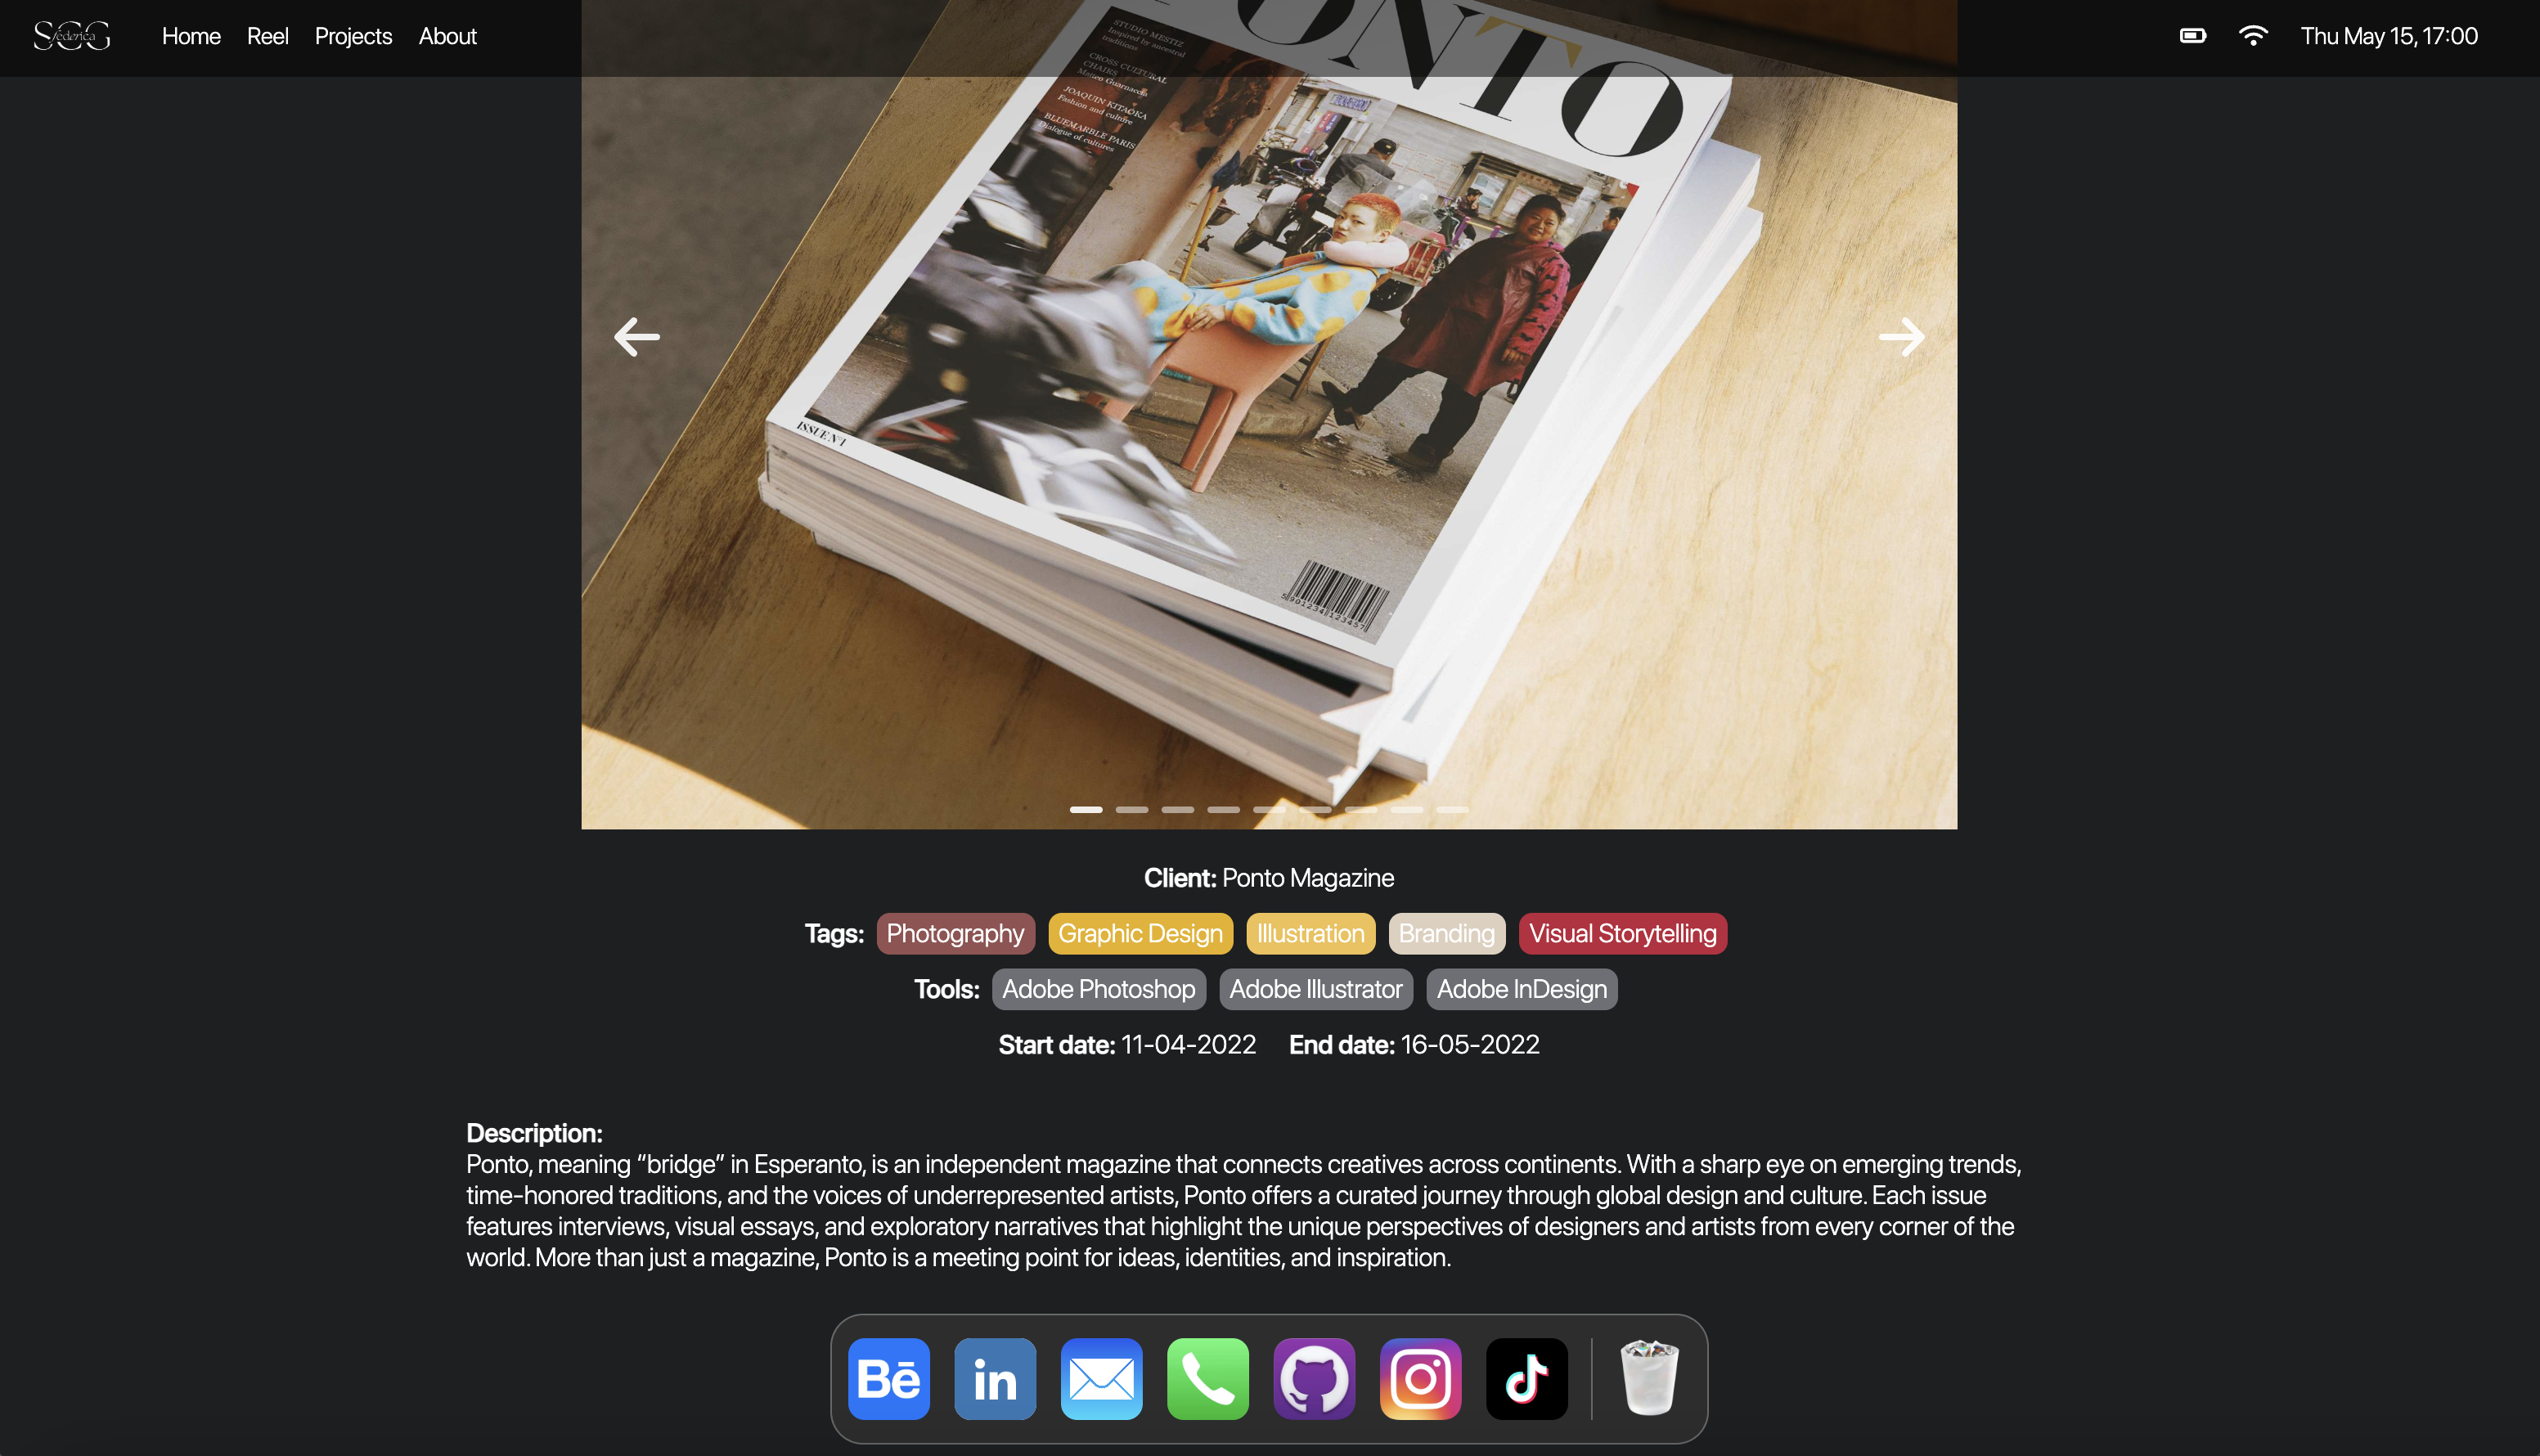 SGG
federica
Home Reel Projects About
Thu May 15, 17:00
ONTO
STUDIO MESTIZ
Inspired by ancestral
traditions
CROSS CULTURAL
CHAIRS
Matteo Guarnaccia
JOAQUIN KITAOKA
Fashion and culture
BLUEMARBLE PARIS
Dialogue of cultures
ISSUE Nº1
5 901234 123457
Client: Ponto Magazine
Tags: Photography Graphic Design Illustration Branding Visual Storytelling
Tools: Adobe Photoshop Adobe Illustrator Adobe InDesign
Start date: 11-04-2022 End date: 16-05-2022
Description:
Ponto, meaning “bridge” in Esperanto, is an independent magazine that connects creatives across continents. With a sharp eye on emerging trends,
time-honored traditions, and the voices of underrepresented artists, Ponto offers a curated journey through global design and culture. Each issue
features interviews, visual essays, and exploratory narratives that highlight the unique perspectives of designers and artists from every corner of the
world. More than just a magazine, Ponto is a meeting point for ideas, identities, and inspiration.
Bē
in